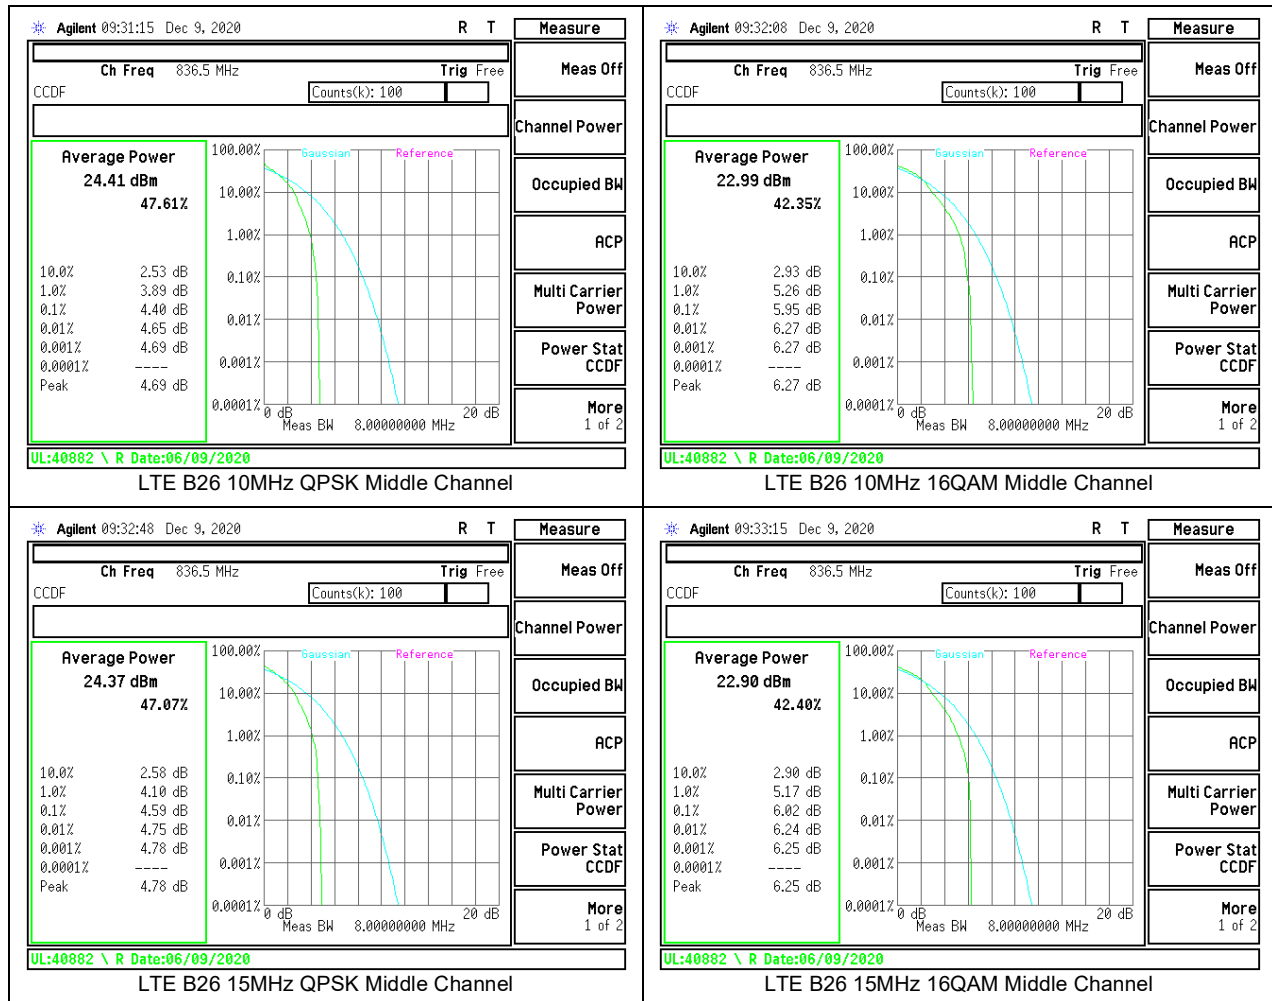 Agilent 09:31:15 Dec 9, 2020 R T
Measure
Ch Freq 836.5 MHz Trig Free
Meas Off
CCDF Counts(k): 100
Channel Power
Average Power
24.41 dBm
47.61%
Occupied BW
ACP
10.0% 2.53 dB
1.0% 3.89 dB
0.1% 4.40 dB
0.01% 4.65 dB
0.001% 4.69 dB
0.0001% ----
Peak 4.69 dB
100.00% Gaussian Reference
10.00%
1.00%
0.10%
0.01%
0.001%
0.0001%
0 dB 20 dB
Meas BW 8.00000000 MHz
Multi Carrier
Power
Power Stat
CCDF
More
1 of 2
UL:40882 \ R Date:06/09/2020
LTE B26 10MHz QPSK Middle Channel
Agilent 09:32:08 Dec 9, 2020 R T
Measure
Ch Freq 836.5 MHz Trig Free
Meas Off
CCDF Counts(k): 100
Channel Power
Average Power
22.99 dBm
42.35%
Occupied BW
ACP
10.0% 2.93 dB
1.0% 5.26 dB
0.1% 5.95 dB
0.01% 6.27 dB
0.001% 6.27 dB
0.0001% ----
Peak 6.27 dB
100.00% Gaussian Reference
10.00%
1.00%
0.10%
0.01%
0.001%
0.0001%
0 dB 20 dB
Meas BW 8.00000000 MHz
Multi Carrier
Power
Power Stat
CCDF
More
1 of 2
UL:40882 \ R Date:06/09/2020
LTE B26 10MHz 16QAM Middle Channel
Agilent 09:32:48 Dec 9, 2020 R T
Measure
Ch Freq 836.5 MHz Trig Free
Meas Off
CCDF Counts(k): 100
Channel Power
Average Power
24.37 dBm
47.07%
Occupied BW
ACP
10.0% 2.58 dB
1.0% 4.10 dB
0.1% 4.59 dB
0.01% 4.75 dB
0.001% 4.78 dB
0.0001% ----
Peak 4.78 dB
100.00% Gaussian Reference
10.00%
1.00%
0.10%
0.01%
0.001%
0.0001%
0 dB 20 dB
Meas BW 8.00000000 MHz
Multi Carrier
Power
Power Stat
CCDF
More
1 of 2
UL:40882 \ R Date:06/09/2020
LTE B26 15MHz QPSK Middle Channel
Agilent 09:33:15 Dec 9, 2020 R T
Measure
Ch Freq 836.5 MHz Trig Free
Meas Off
CCDF Counts(k): 100
Channel Power
Average Power
22.90 dBm
42.40%
Occupied BW
ACP
10.0% 2.90 dB
1.0% 5.17 dB
0.1% 6.02 dB
0.01% 6.24 dB
0.001% 6.25 dB
0.0001% ----
Peak 6.25 dB
100.00% Gaussian Reference
10.00%
1.00%
0.10%
0.01%
0.001%
0.0001%
0 dB 20 dB
Meas BW 8.00000000 MHz
Multi Carrier
Power
Power Stat
CCDF
More
1 of 2
UL:40882 \ R Date:06/09/2020
LTE B26 15MHz 16QAM Middle Channel